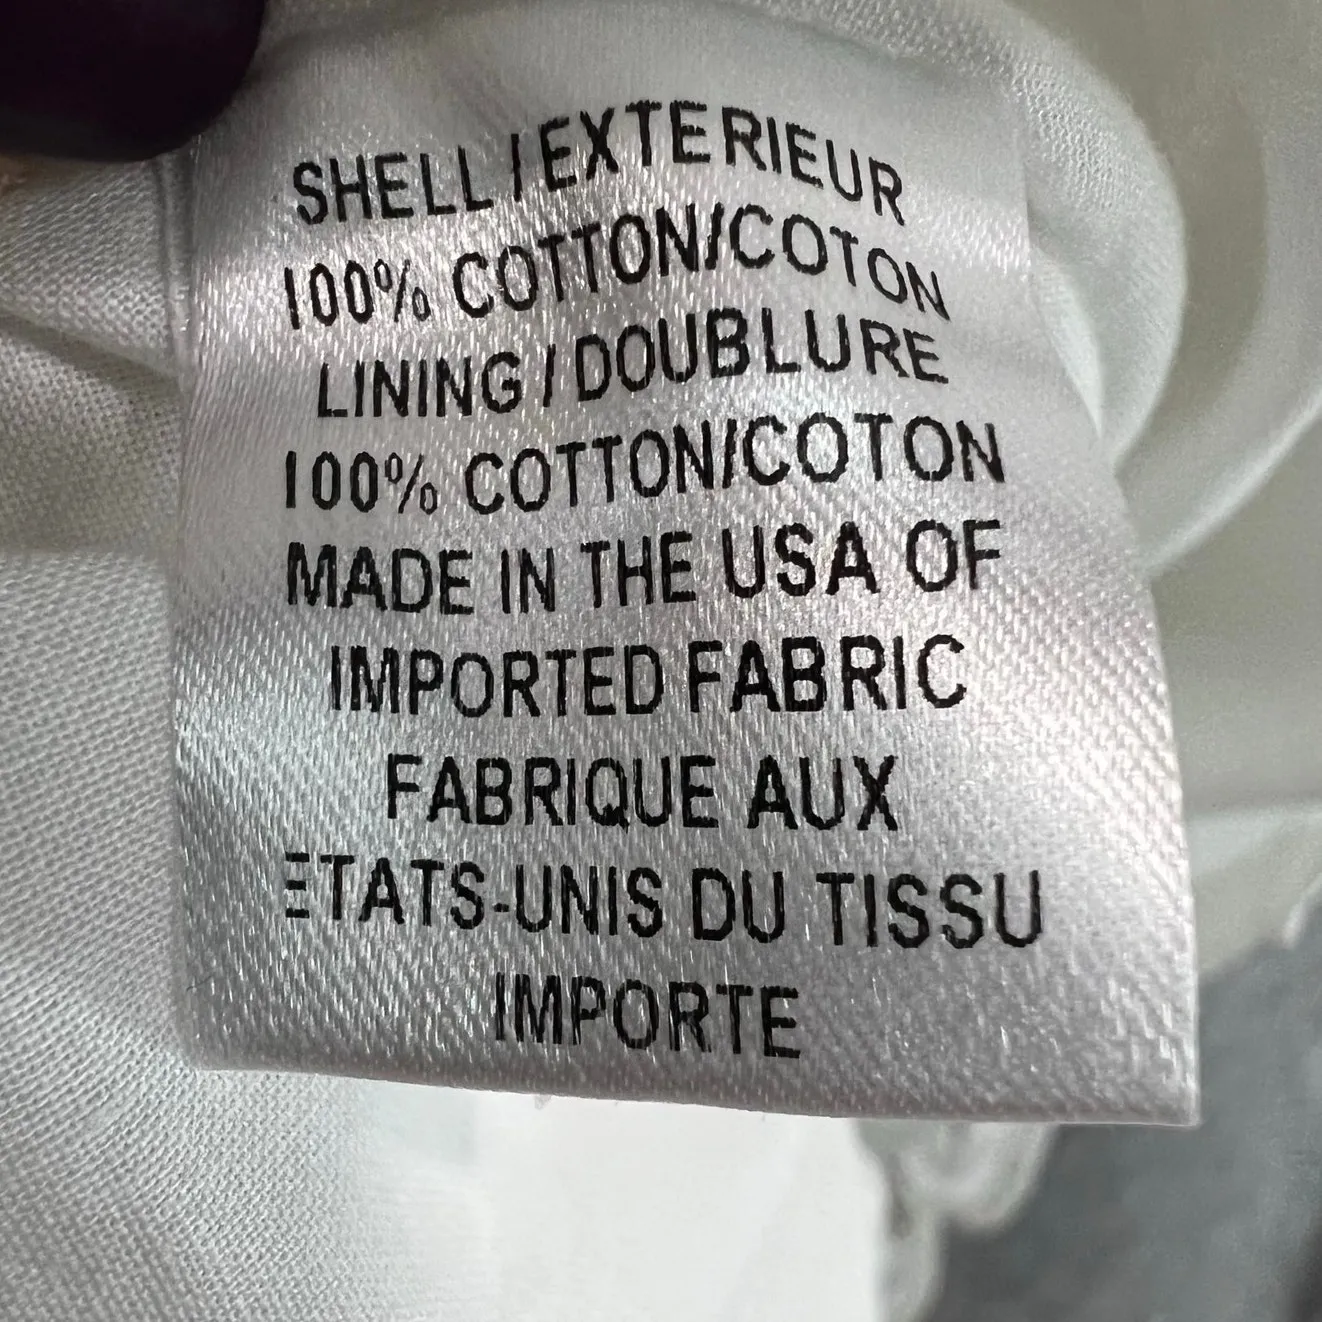 SHELL/EXTERIEUR
100% COTTON/COTON
LINING/DOUBLURE
100% COTTON/COTON
MADE IN THE USA OF
IMPORTED FABRIC
FABRIQUE AUX
ETATS-UNIS DU TISSU
IMPORTE